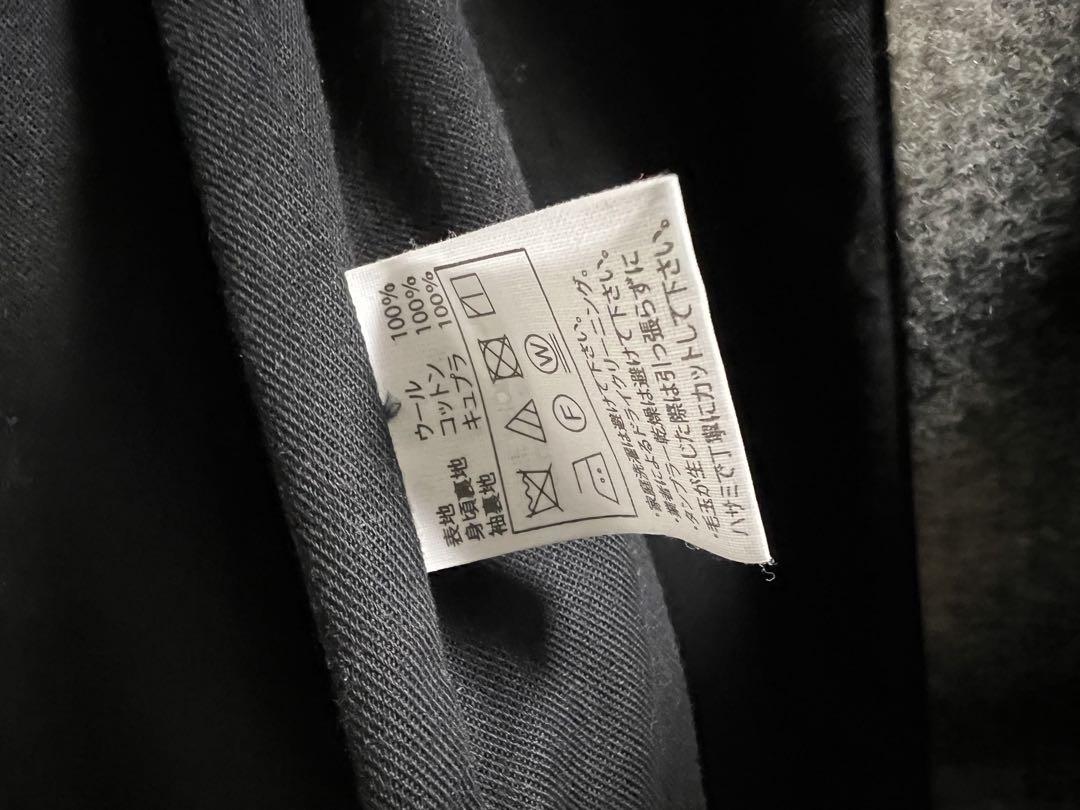 表地 ウール 100%
身頃裏地 コットン 100%
袖裏地 キュプラ 100%
F W
・家庭洗濯は避けて下さい。
・業者によるドライクリーニング。
・タンブラー乾燥は避けて下さい。
・毛玉が生じた際は引っ張らずに
ハサミで丁寧にカットして下さい。